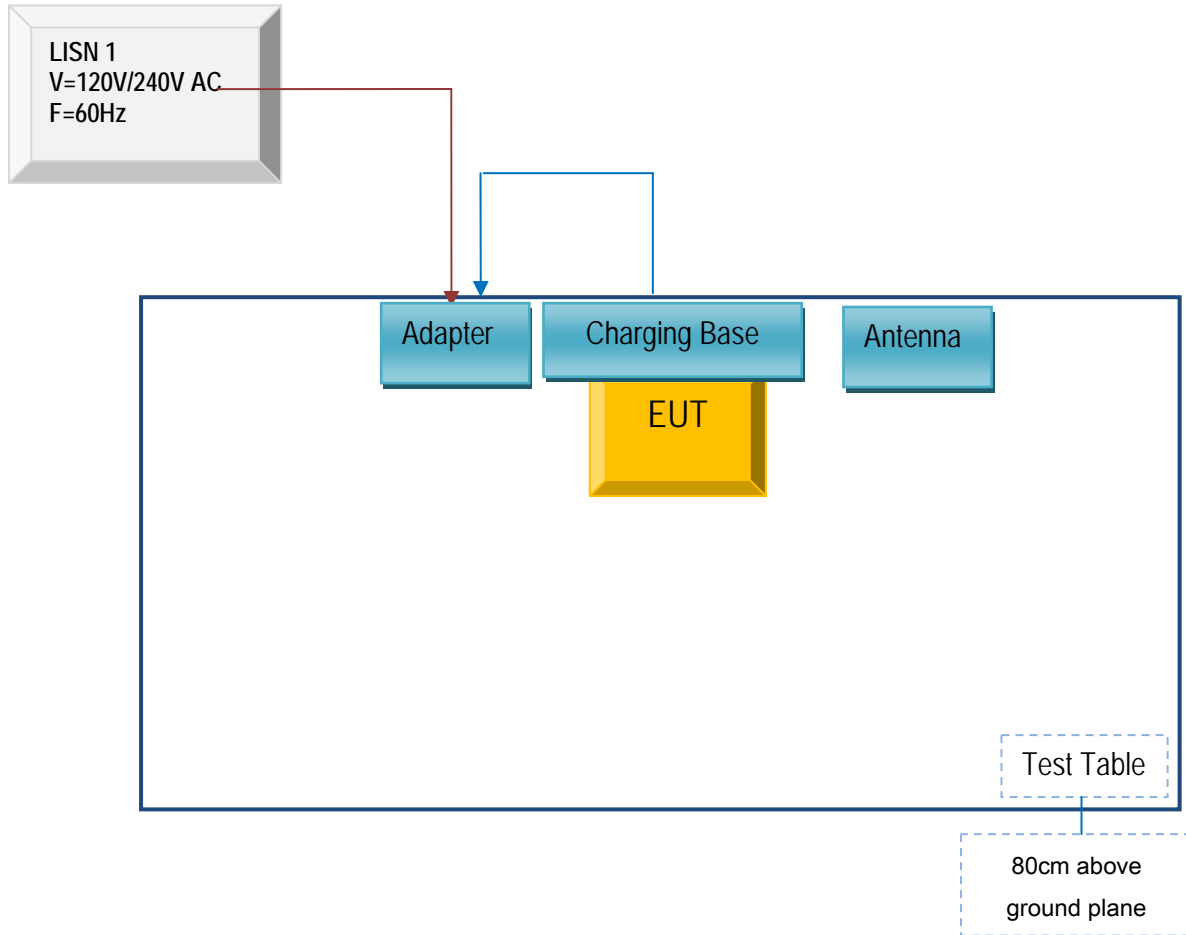 LISN 1
V=120V/240V AC
F=60Hz
Adapter
Charging Base
Antenna
EUT
Test Table
80cm above
ground plane